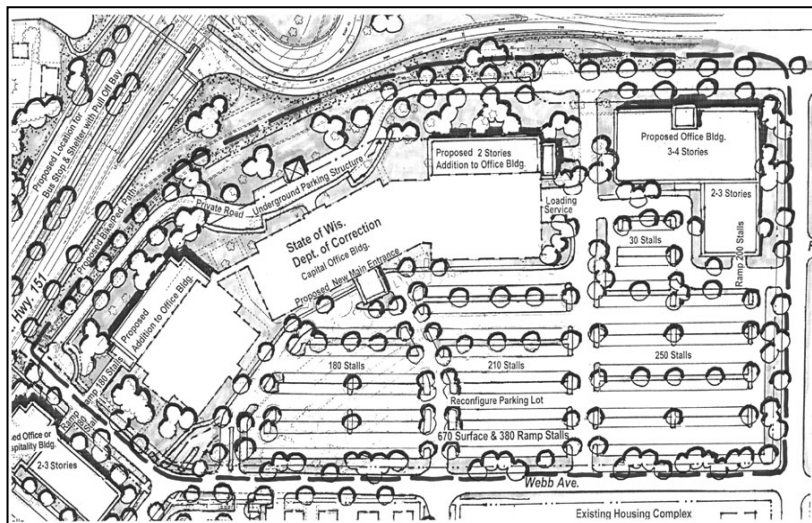 Proposed Location for
Bus Stop & Shelter with Pull Off Bay
Hwy. 151
Proposed Bike/Ped. Path
Private Road
Underground Parking Structure
State of Wis.
Dept. of Correction
Capital Office Bldg.
Proposed New Main Entrance
Proposed 2 Stories
Addition to Office Bldg.
Loading
Service
Proposed Office Bldg.
3-4 Stories
2-3 Stories
Ramp 200 Stalls
30 Stalls
Proposed
Addition to Office Bldg.
Ramp 180 Stalls
180 Stalls
210 Stalls
250 Stalls
Reconfigure Parking Lot
670 Surface & 380 Ramp Stalls
Office or
Bldg.
2-3 Stories
Webb Ave.
Existing Housing Complex